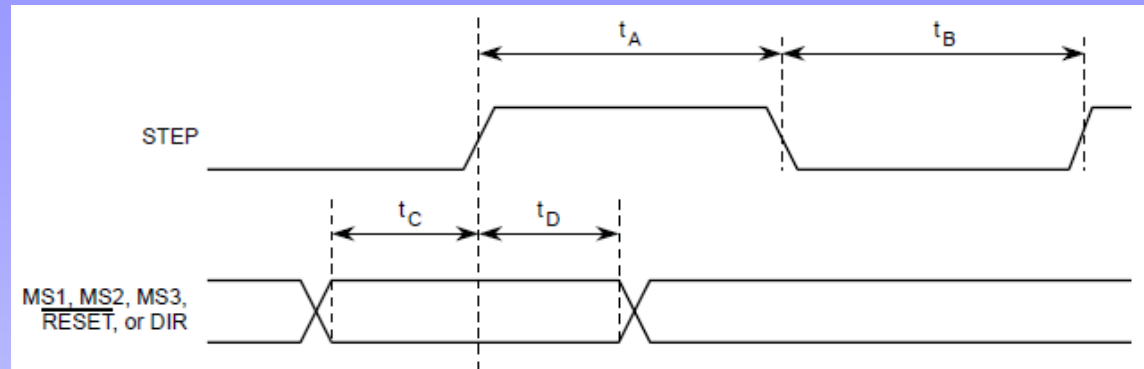 tA
tB
STEP
tC
tD
MS1, MS2, MS3,
RESET, or DIR